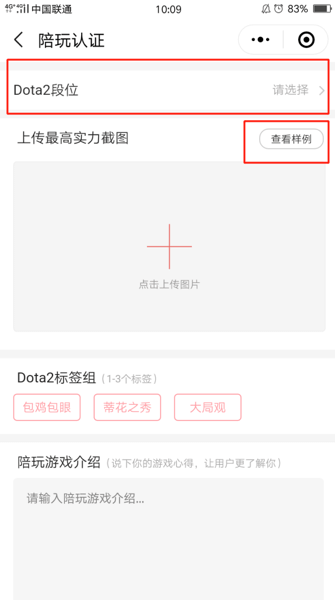 4G+ 4G 中国联通 10:09 83%
陪玩认证
Dota2段位 请选择
上传最高实力截图 查看样例
点击上传图片
Dota2标签组 (1-3个标签)
包鸡包眼 蒂花之秀 大局观
陪玩游戏介绍 (说下你的游戏心得，让用户更了解你)
请输入陪玩游戏介绍...